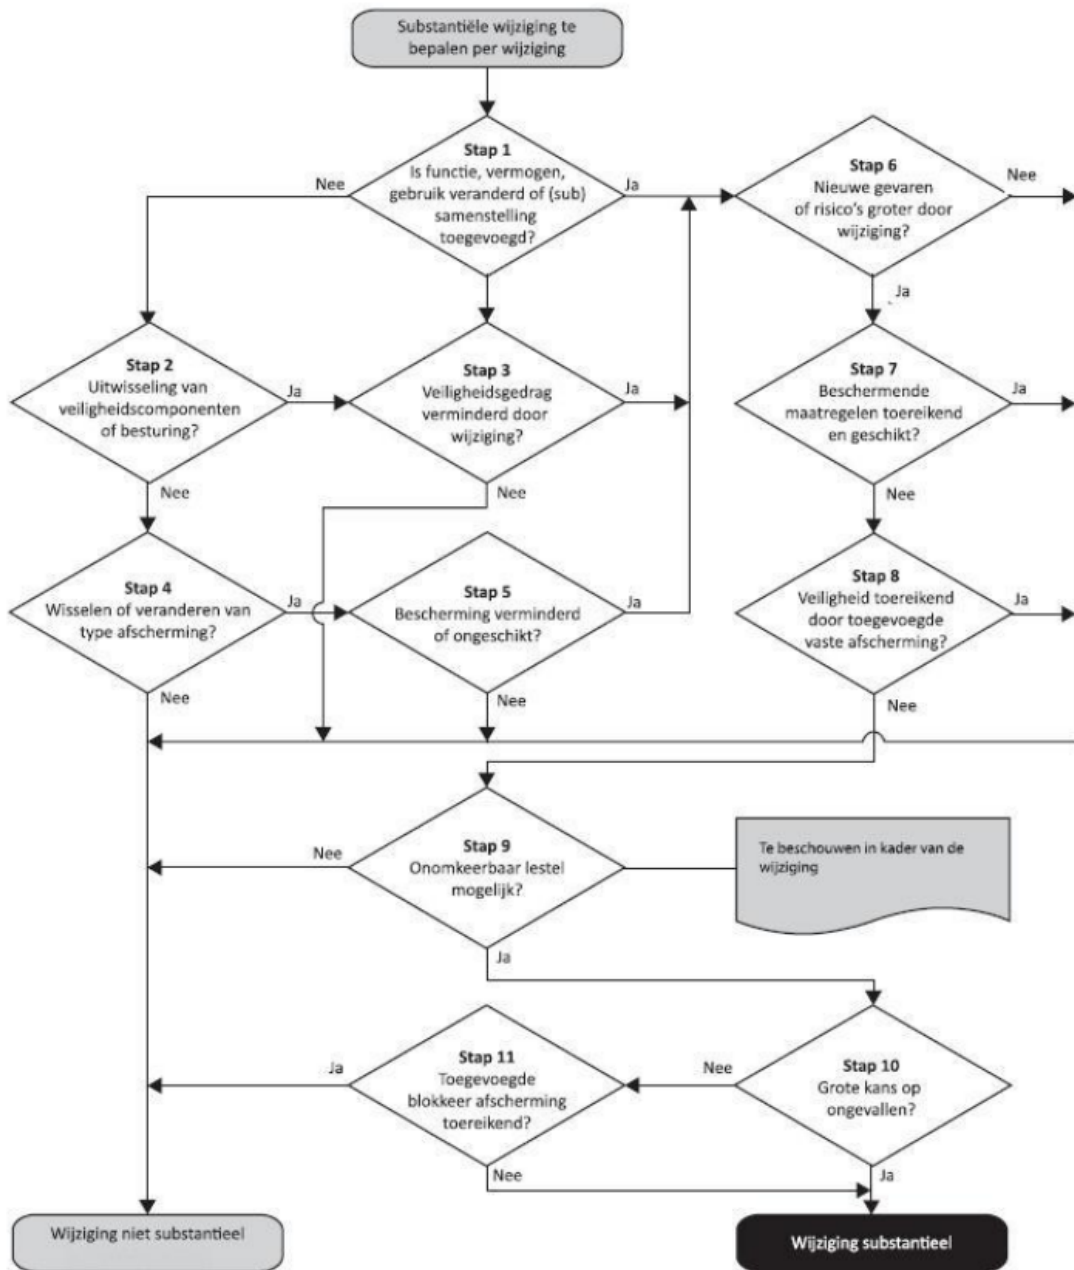 Substantiële wijziging te
bepalen per wijziging
Stap 1
Is functie, vermogen,
gebruik veranderd of (sub)
samenstelling
toegevoegd?
Nee
Ja
Stap 6
Nieuwe gevaren
of risico's groter door
wijziging?
Nee
Ja
Stap 2
Uitwisseling van
veiligheidscomponenten
of besturing?
Ja
Nee
Stap 3
Veiligheidsgedrag
verminderd door
wijziging?
Ja
Nee
Stap 7
Beschermende
maatregelen toereikend
en geschikt?
Ja
Nee
Stap 4
Wisselen of veranderen van
type afscherming?
Ja
Nee
Stap 5
Bescherming verminderd
of ongeschikt?
Ja
Nee
Stap 8
Veiligheid toereikend
door toegevoegde
vaste afscherming?
Ja
Nee
Stap 9
Onomkeerbaar lestel
mogelijk?
Nee
Ja
Te beschouwen in kader van de
wijziging
Stap 11
Toegevoegde
blokkeer afscherming
toereikend?
Ja
Nee
Stap 10
Grote kans op
ongevallen?
Nee
Ja
Wijziging niet substantieel
Wijziging substantieel